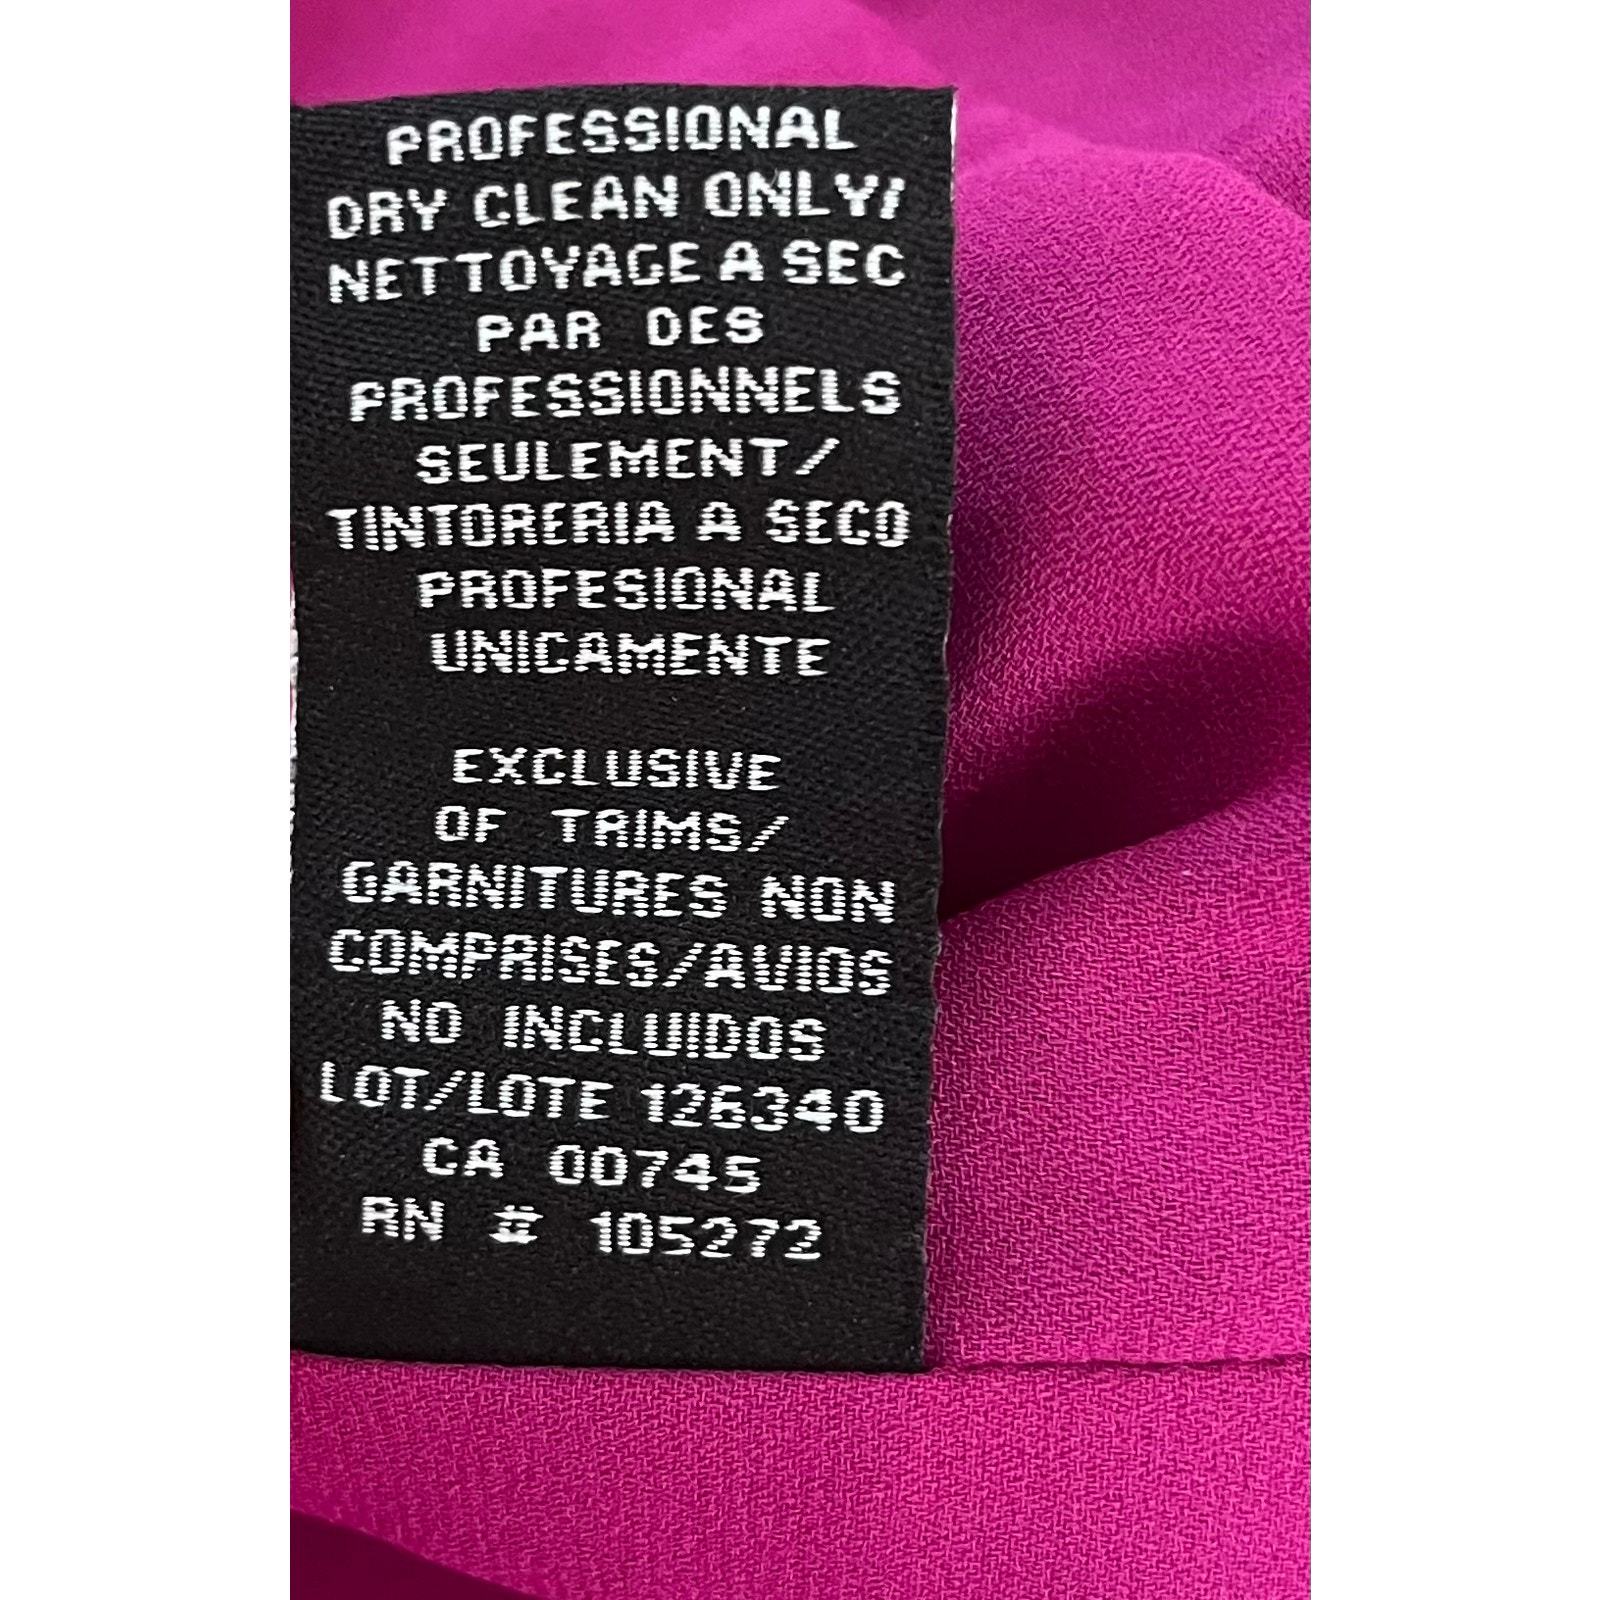 PROFESSIONAL
DRY CLEAN ONLY/
NETTOYAGE A SEC
PAR DES
PROFESSIONNELS
SEULEMENT/
TINTORERIA A SECO
PROFESIONAL
UNICAMENTE
EXCLUSIVE
OF TRIMS/
GARNITURES NON
COMPRISES/AVIOS
NO INCLUIDOS
LOT/LOTE 126340
CA 00745
RN # 105272